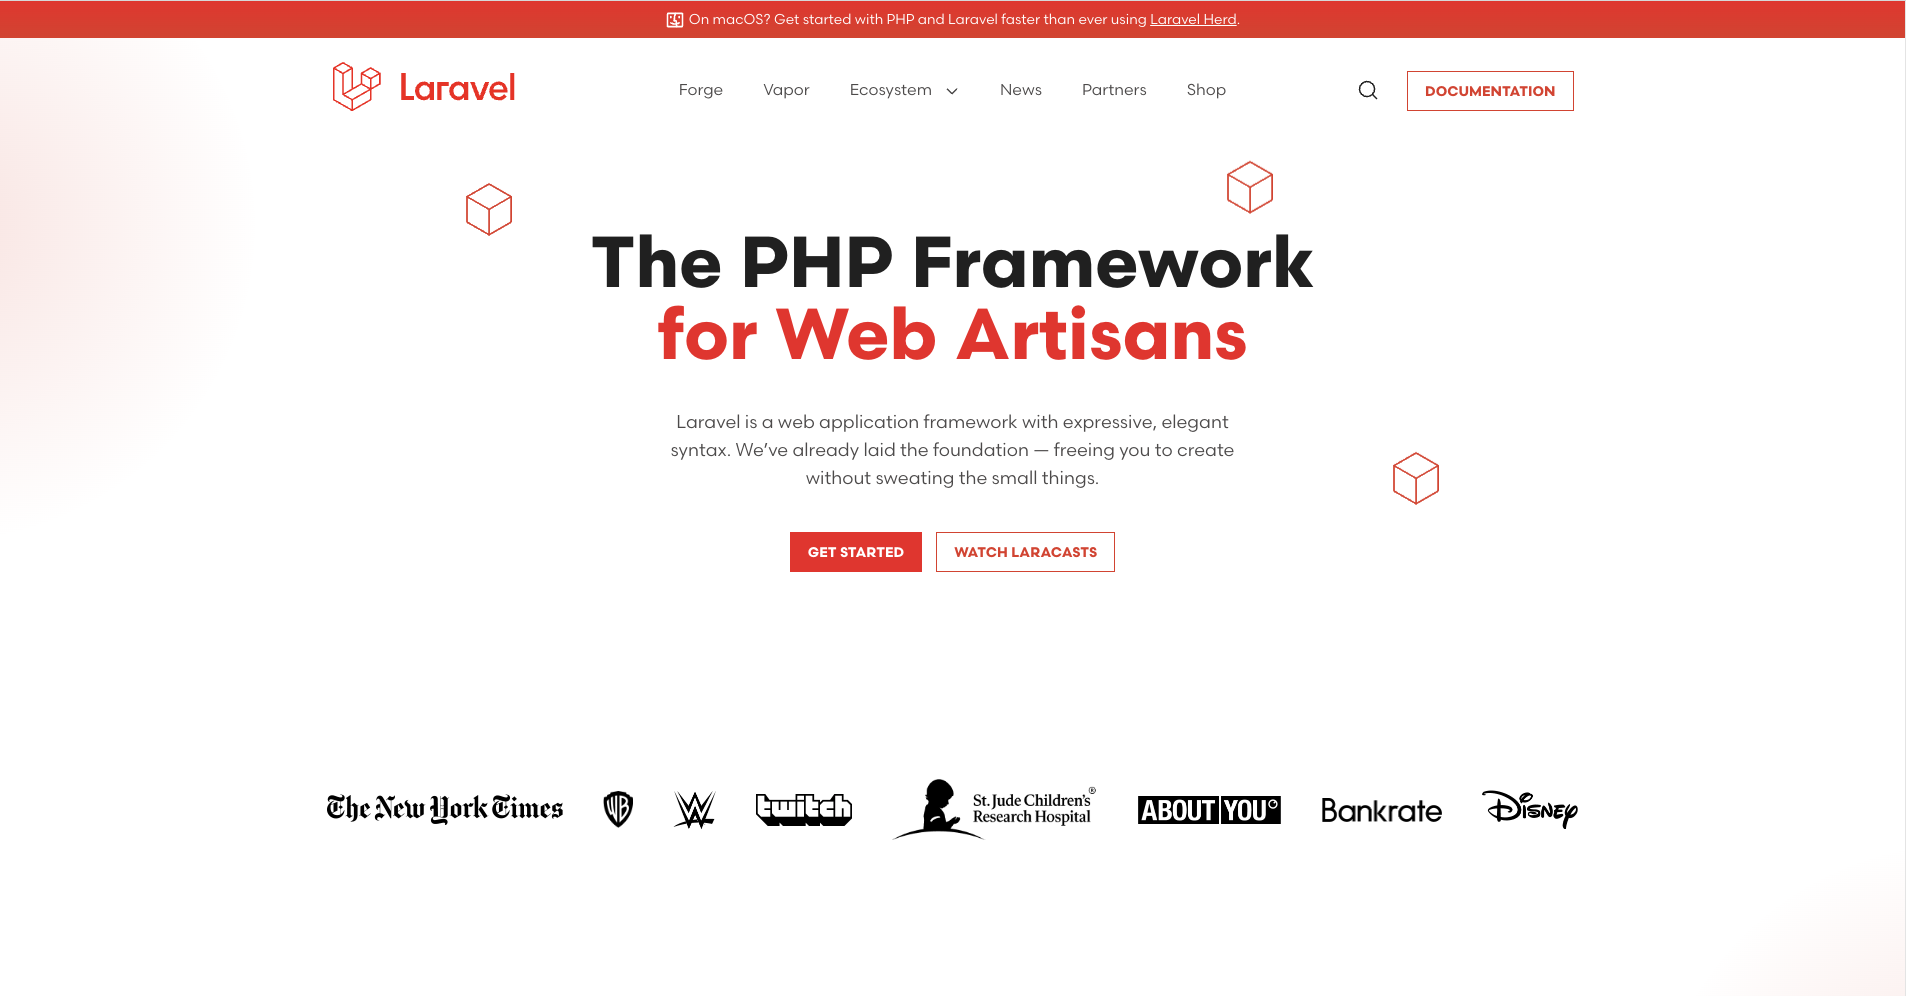 On macOS? Get started with PHP and Laravel faster than ever using Laravel Herd.
Laravel
Forge
Vapor
Ecosystem
News
Partners
Shop
DOCUMENTATION
The PHP Framework
for Web Artisans
Laravel is a web application framework with expressive, elegant
syntax. We’ve already laid the foundation — freeing you to create
without sweating the small things.
GET STARTED
WATCH LARACASTS
The New York Times
WB
W
twitch
St. Jude Children's®
Research Hospital
ABOUT YOU°
Bankrate
Disney